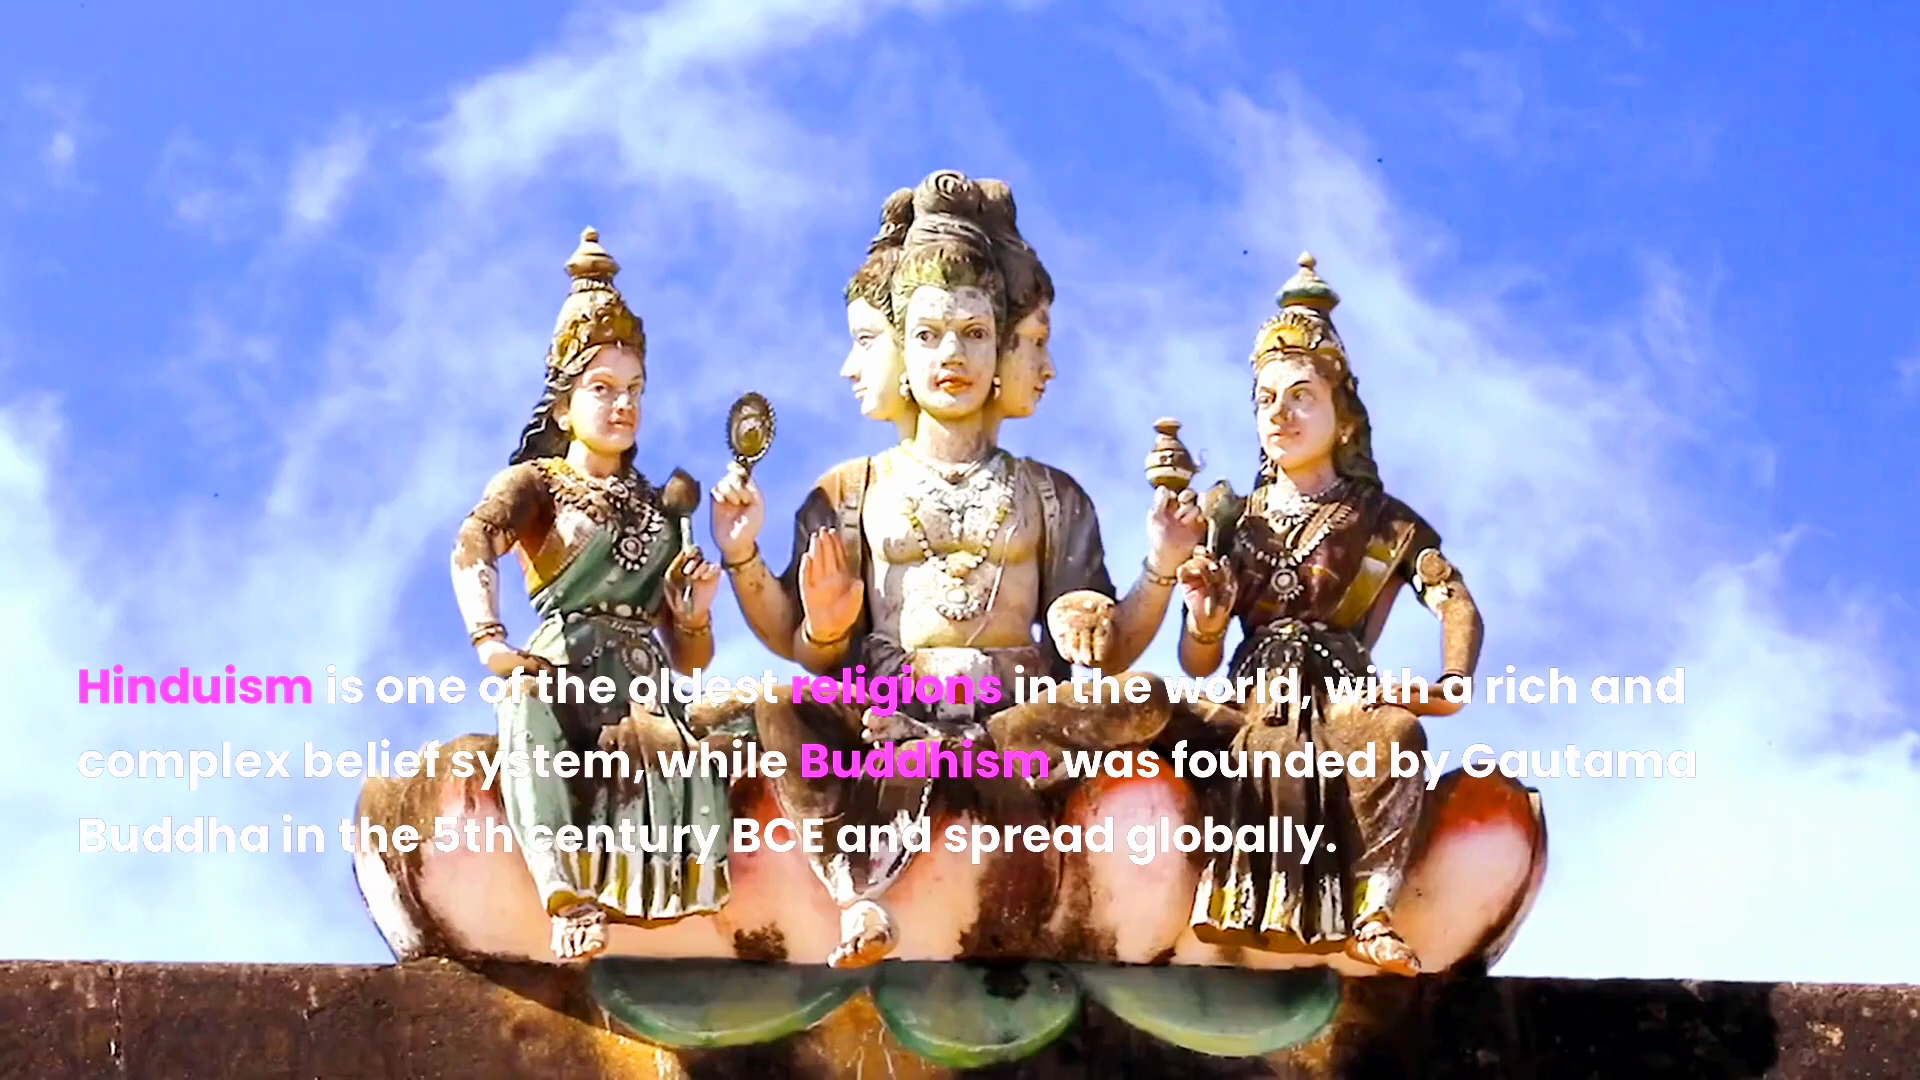 Hinduism is one of the oldest religions in the world, with a rich and
complex belief system, while Buddhism was founded by Gautama
Buddha in the 5th century BCE and spread globally.